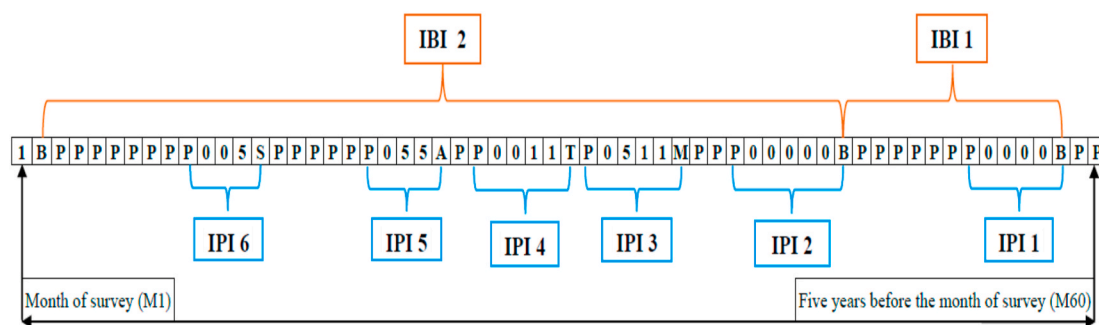 IBI 2
IBI 1
1 B P P P P P P P P 0 0 5 S P P P P P P 0 5 5 A P P 0 0 1 1 T P 0 5 1 1 M P P P 0 0 0 0 0 B P P P P P P P 0 0 0 0 B P P
IPI 6
IPI 5
IPI 4
IPI 3
IPI 2
IPI 1
Month of survey (M1)
Five years before the month of survey (M60)